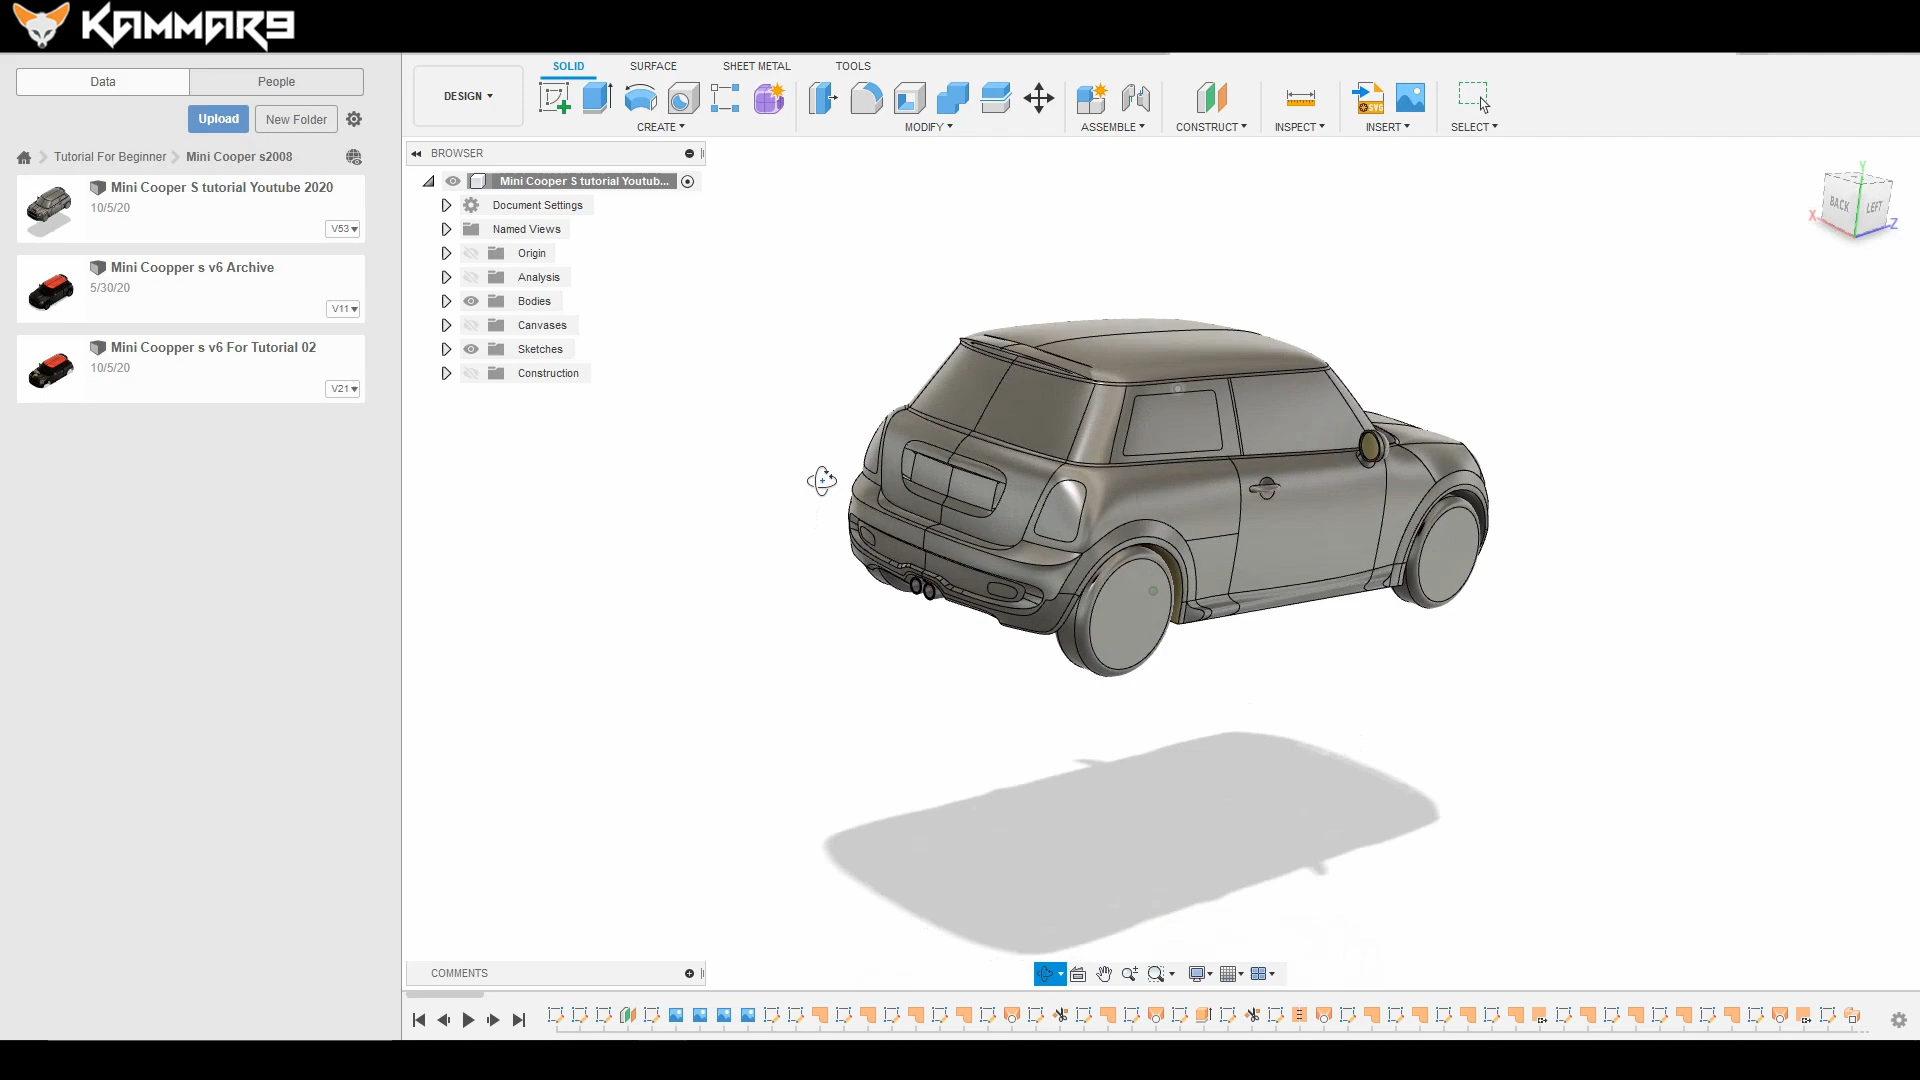 KAMMAR9
Data
People
Upload
New Folder
Tutorial For Beginner
Mini Cooper s2008
Mini Cooper S tutorial Youtube 2020
10/5/20
V53
Mini Coopper s v6 Archive
5/30/20
V11
Mini Coopper s v6 For Tutorial 02
10/5/20
V21
SOLID
SURFACE
SHEET METAL
TOOLS
DESIGN
CREATE
MODIFY
ASSEMBLE
CONSTRUCT
INSPECT
INSERT
SELECT
SVG
BROWSER
Mini Cooper S tutorial Youtub...
Document Settings
Named Views
Origin
Analysis
Bodies
Canvases
Sketches
Construction
Y
BACK
LEFT
X
Z
COMMENTS